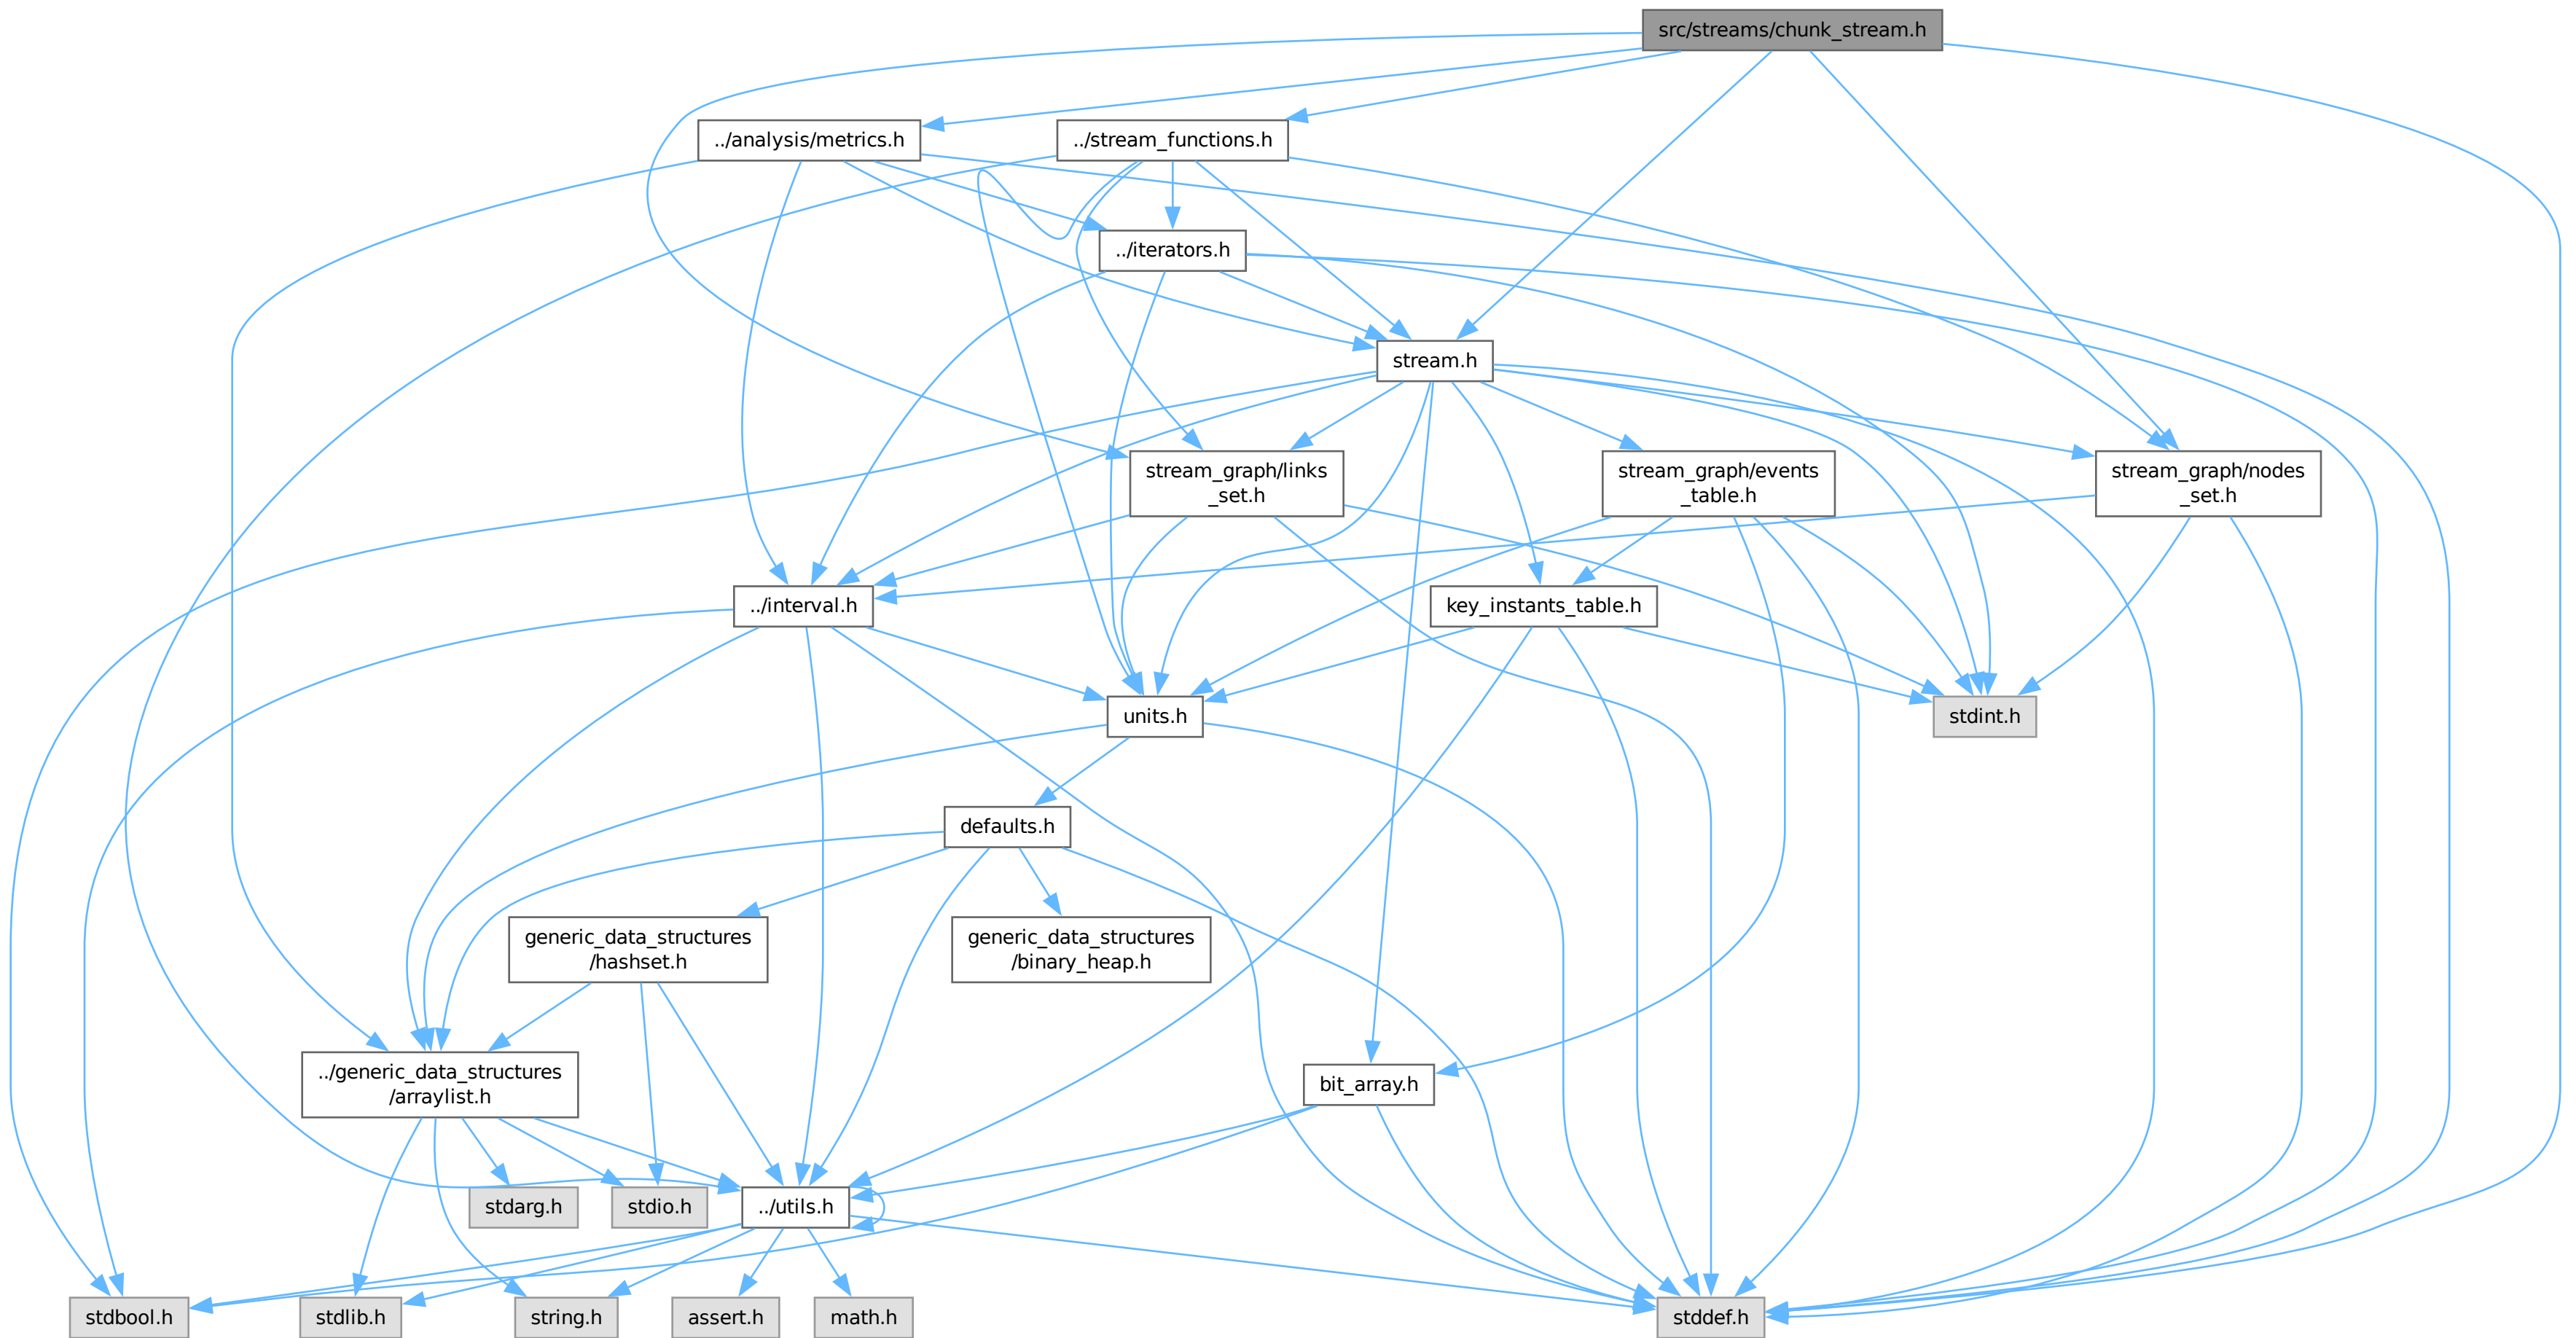 src/streams/chunk_stream.h
../analysis/metrics.h
../stream_functions.h
../iterators.h
stream.h
stream_graph/links
_set.h
stream_graph/events
_table.h
stream_graph/nodes
_set.h
../interval.h
key_instants_table.h
units.h
stdint.h
defaults.h
generic_data_structures
/hashset.h
generic_data_structures
/binary_heap.h
../generic_data_structures
/arraylist.h
bit_array.h
stdarg.h
stdio.h
../utils.h
stdbool.h
stdlib.h
string.h
assert.h
math.h
stddef.h